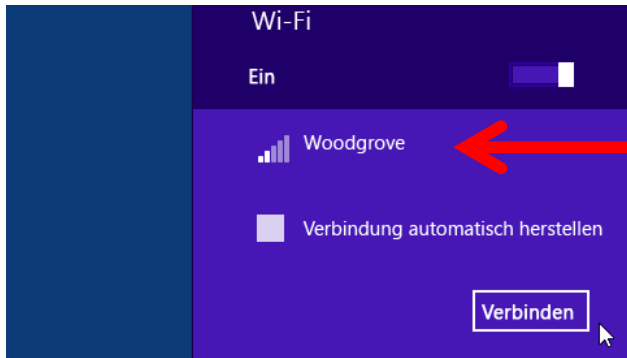 Wi-Fi
Ein
Woodgrove
Verbindung automatisch herstellen
Verbinden